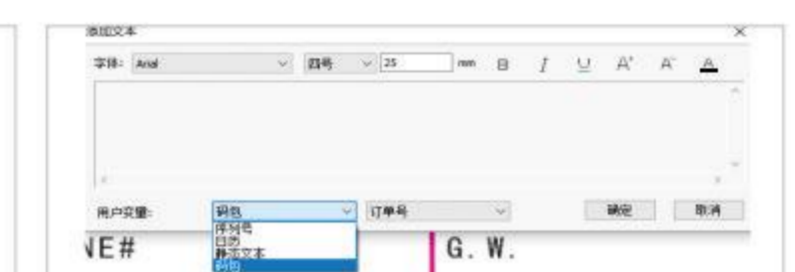 添加文本
字体: Arial 四号 25 mm B I U A⁺ A⁻ A
用户变量: 码包 订单号 确定 取消
序列号
日历
静态文本
码包
NE# G. W.